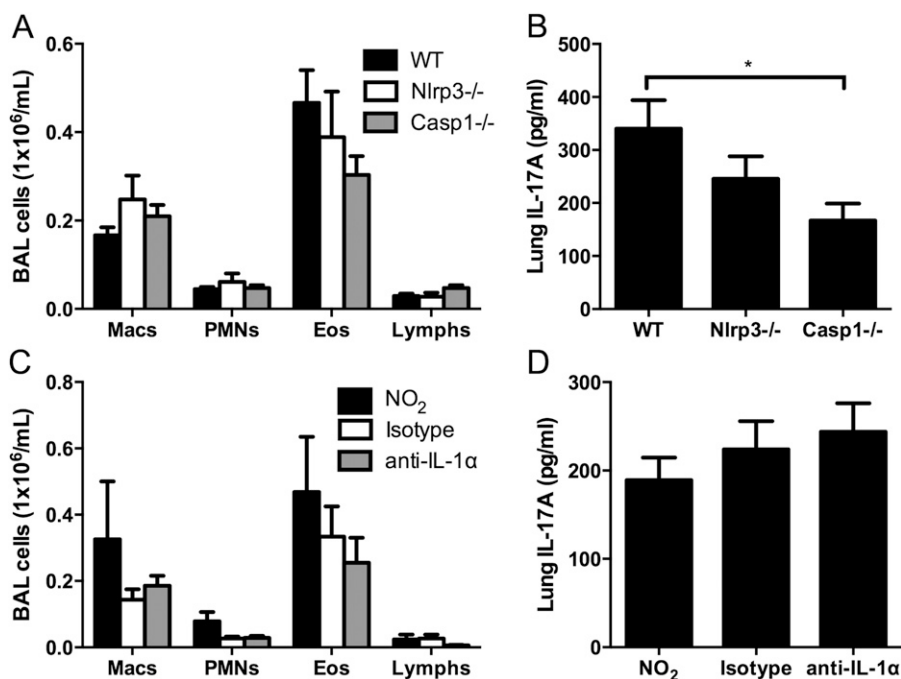 A
BAL cells (1x10⁶/mL)
0.6
0.4
0.2
0.0
WT
Nlrp3-/-
Casp1-/-
Macs PMNs Eos Lymphs
B
Lung IL-17A (pg/ml)
500
400
300
200
100
0
*
WT Nlrp3-/- Casp1-/-
C
BAL cells (1x10⁶/mL)
0.8
0.6
0.4
0.2
0.0
NO₂
Isotype
anti-IL-1α
Macs PMNs Eos Lymphs
D
Lung IL-17A (pg/ml)
300
200
100
0
NO₂ Isotype anti-IL-1α